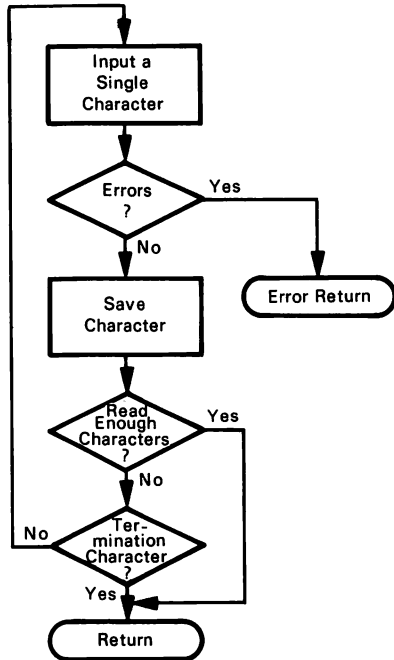 Input a
Single
Character
Errors
?
Yes
No
Save
Character
Error Return
Read
Enough
Characters
?
Yes
No
Ter-
mination
Character
?
No
Yes
Return